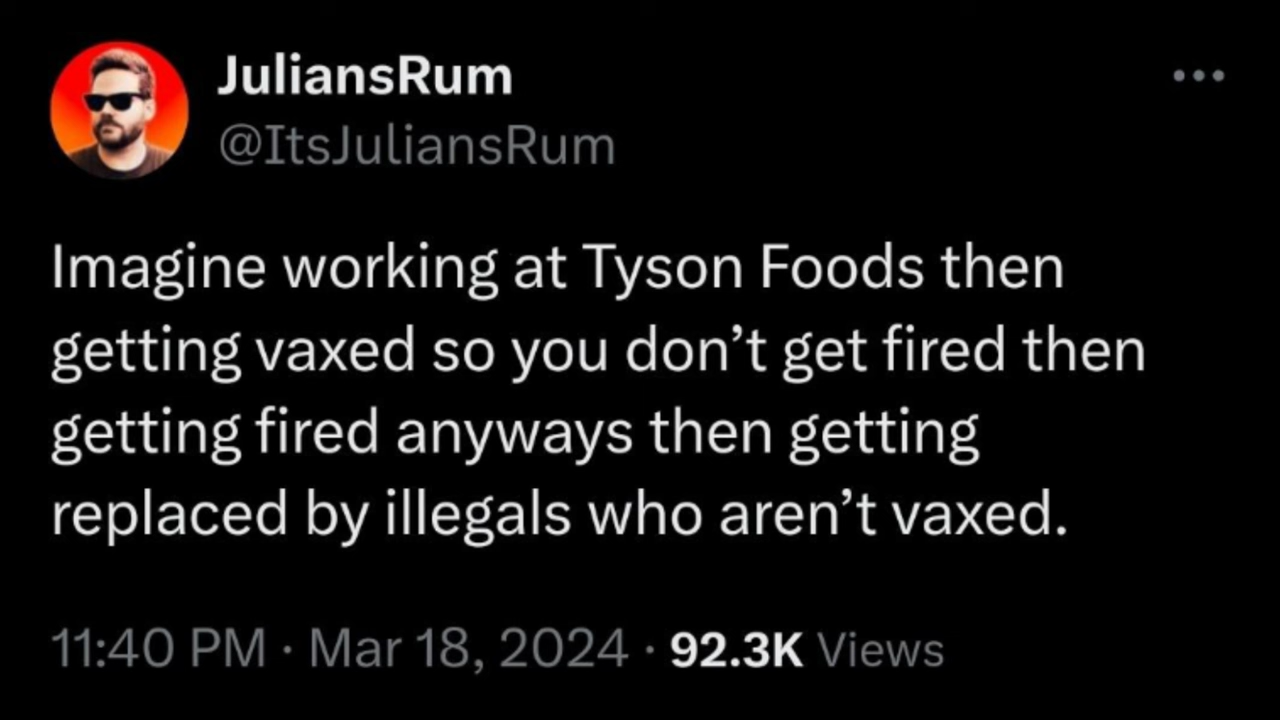 JuliansRum
@ItsJuliansRum
Imagine working at Tyson Foods then
getting vaxed so you don’t get fired then
getting fired anyways then getting
replaced by illegals who aren’t vaxed.
11:40 PM · Mar 18, 2024 · 92.3K Views